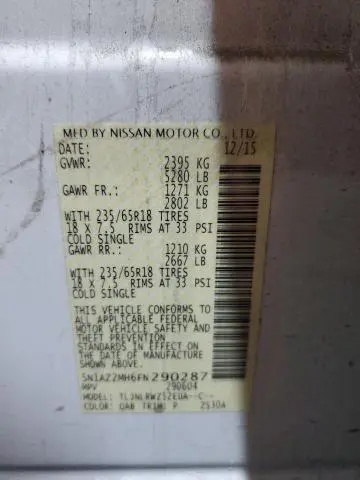 MFD BY NISSAN MOTOR CO., LTD.
DATE: 12/15
GVWR: 2395 KG
5280 LB
GAWR FR.: 1271 KG
2802 LB
WITH 235/65R18 TIRES
18 X 7.5 RIMS AT 33 PSI
COLD SINGLE
GAWR RR.: 1210 KG
2667 LB
WITH 235/65R18 TIRES
18 X 7.5 RIMS AT 33 PSI
COLD SINGLE
THIS VEHICLE CONFORMS TO
ALL APPLICABLE FEDERAL
MOTOR VEHICLE SAFETY AND
THEFT PREVENTION
STANDARDS IN EFFECT ON
THE DATE OF MANUFACTURE
SHOWN ABOVE.
5N1AZ2MH6FN290287
MPV 290604
MODEL:
COLOR: QAB TRIM: P